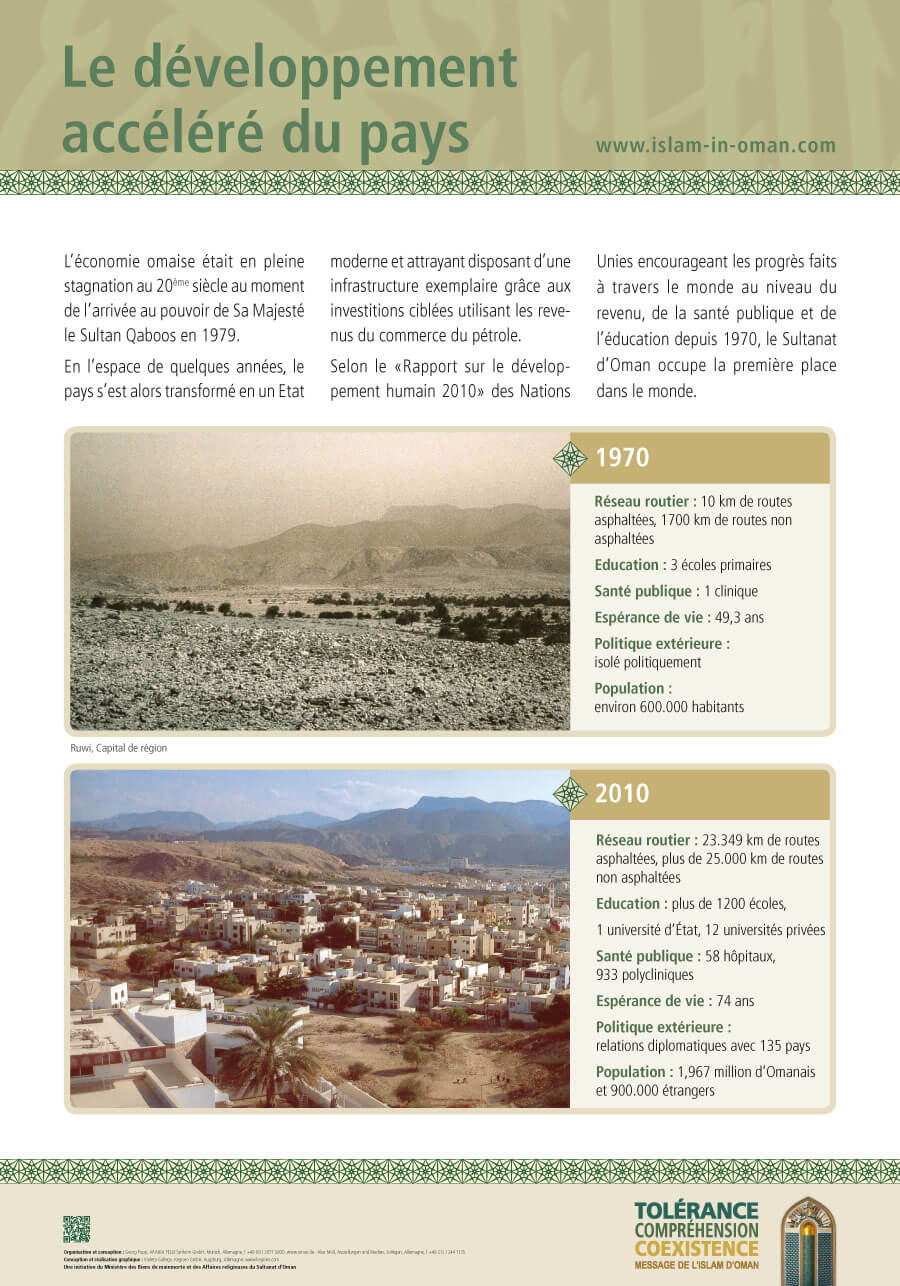 Le développement
accéléré du pays
www.islam-in-oman.com
L’économie omaise était en pleine
stagnation au 20ème siècle au moment
de l’arrivée au pouvoir de Sa Majesté
le Sultan Qaboos en 1979.
En l’espace de quelques années, le
pays s’est alors transformé en un Etat
moderne et attrayant disposant d’une
infrastructure exemplaire grâce aux
investitions ciblées utilisant les reve-
nus du commerce du pétrole.
Selon le «Rapport sur le dévelop-
pement humain 2010» des Nations
Unies encourageant les progrès faits
à travers le monde au niveau du
revenu, de la santé publique et de
l’éducation depuis 1970, le Sultanat
d’Oman occupe la première place
dans le monde.
1970
Réseau routier : 10 km de routes
asphaltées, 1700 km de routes non
asphaltées
Education : 3 écoles primaires
Santé publique : 1 clinique
Espérance de vie : 49,3 ans
Politique extérieure :
isolé politiquement
Population :
environ 600.000 habitants
Ruwi, Capital de région
2010
Réseau routier : 23.349 km de routes
asphaltées, plus de 25.000 km de routes
non asphaltées
Education : plus de 1200 écoles,
1 université d’État, 12 universités privées
Santé publique : 58 hôpitaux,
933 polycliniques
Espérance de vie : 74 ans
Politique extérieure :
relations diplomatiques avec 135 pays
Population : 1,967 million d’Omanais
et 900.000 étrangers
Organisation et conception :
Conception et réalisation graphique :
Une initiative du Ministère des Biens de mainmorte et des Affaires religieuses du Sultanat d’Oman
TOLÉRANCE
COMPRÉHENSION
COEXISTENCE
MESSAGE DE L’ISLAM D’OMAN